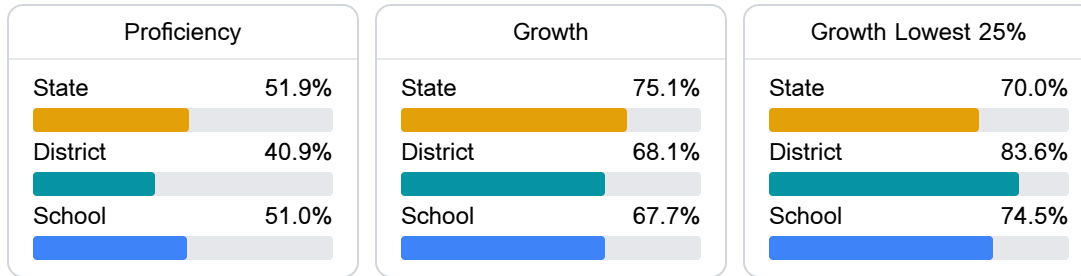 Proficiency
State 51.9%
District 40.9%
School 51.0%
Growth
State 75.1%
District 68.1%
School 67.7%
Growth Lowest 25%
State 70.0%
District 83.6%
School 74.5%